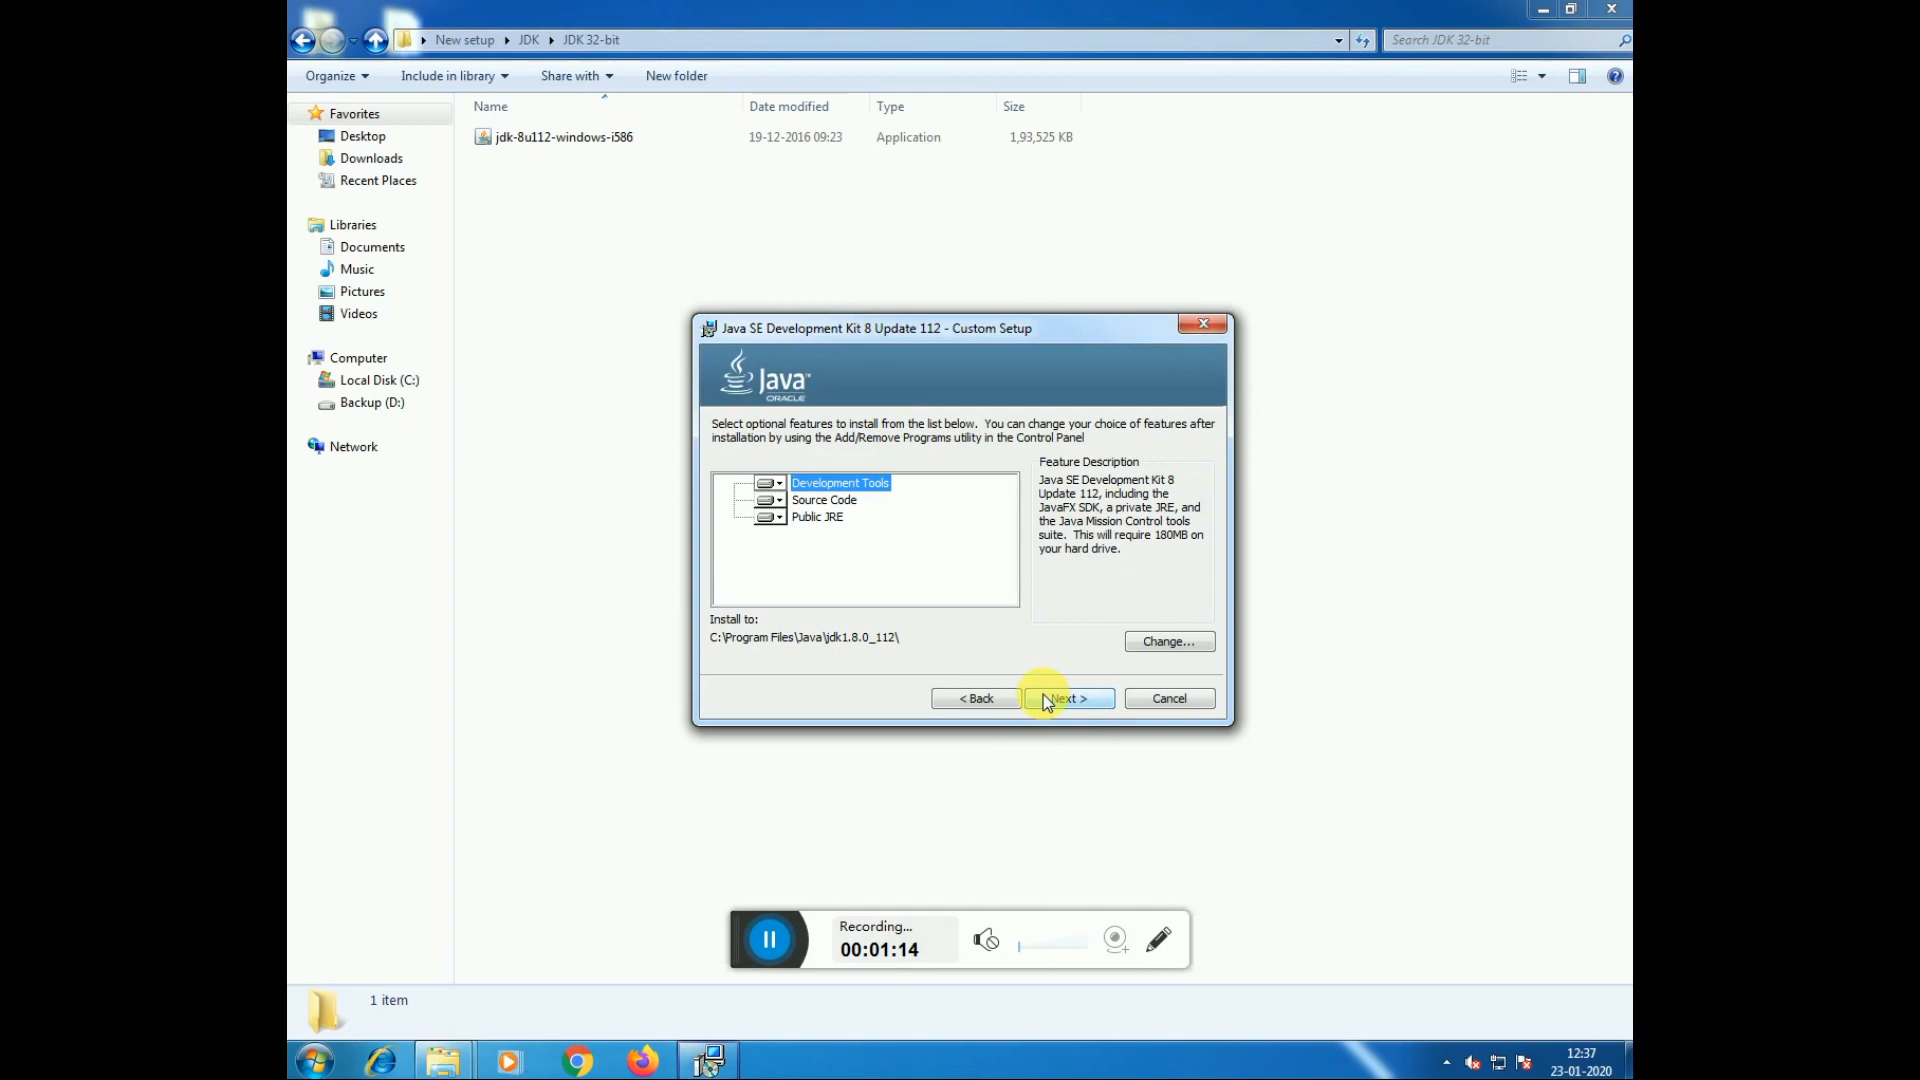 New setup JDK JDK 32-bit
Search JDK 32-bit
Organize Include in library Share with New folder
Name Date modified Type Size
jdk-8u112-windows-i586 19-12-2016 09:23 Application 1,93,525 KB
Favorites
Desktop
Downloads
Recent Places
Libraries
Documents
Music
Pictures
Videos
Computer
Local Disk (C:)
Backup (D:)
Network
Java SE Development Kit 8 Update 112 - Custom Setup
Java™
ORACLE
Select optional features to install from the list below. You can change your choice of features after
installation by using the Add/Remove Programs utility in the Control Panel
Development Tools
Source Code
Public JRE
Feature Description
Java SE Development Kit 8
Update 112, including the
JavaFX SDK, a private JRE, and
the Java Mission Control tools
suite. This will require 180MB on
your hard drive.
Install to:
C:\Program Files\Java\jdk1.8.0_112\
Change...
< Back Next > Cancel
Recording...
00:01:14
1 item
12:37
23-01-2020